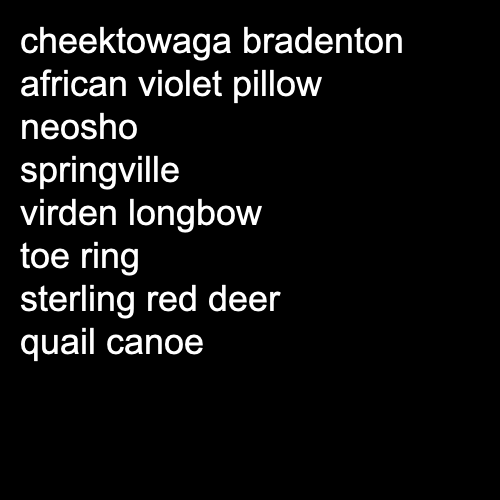 cheektowaga bradenton
african violet pillow
neosho
springville
virden longbow
toe ring
sterling red deer
quail canoe